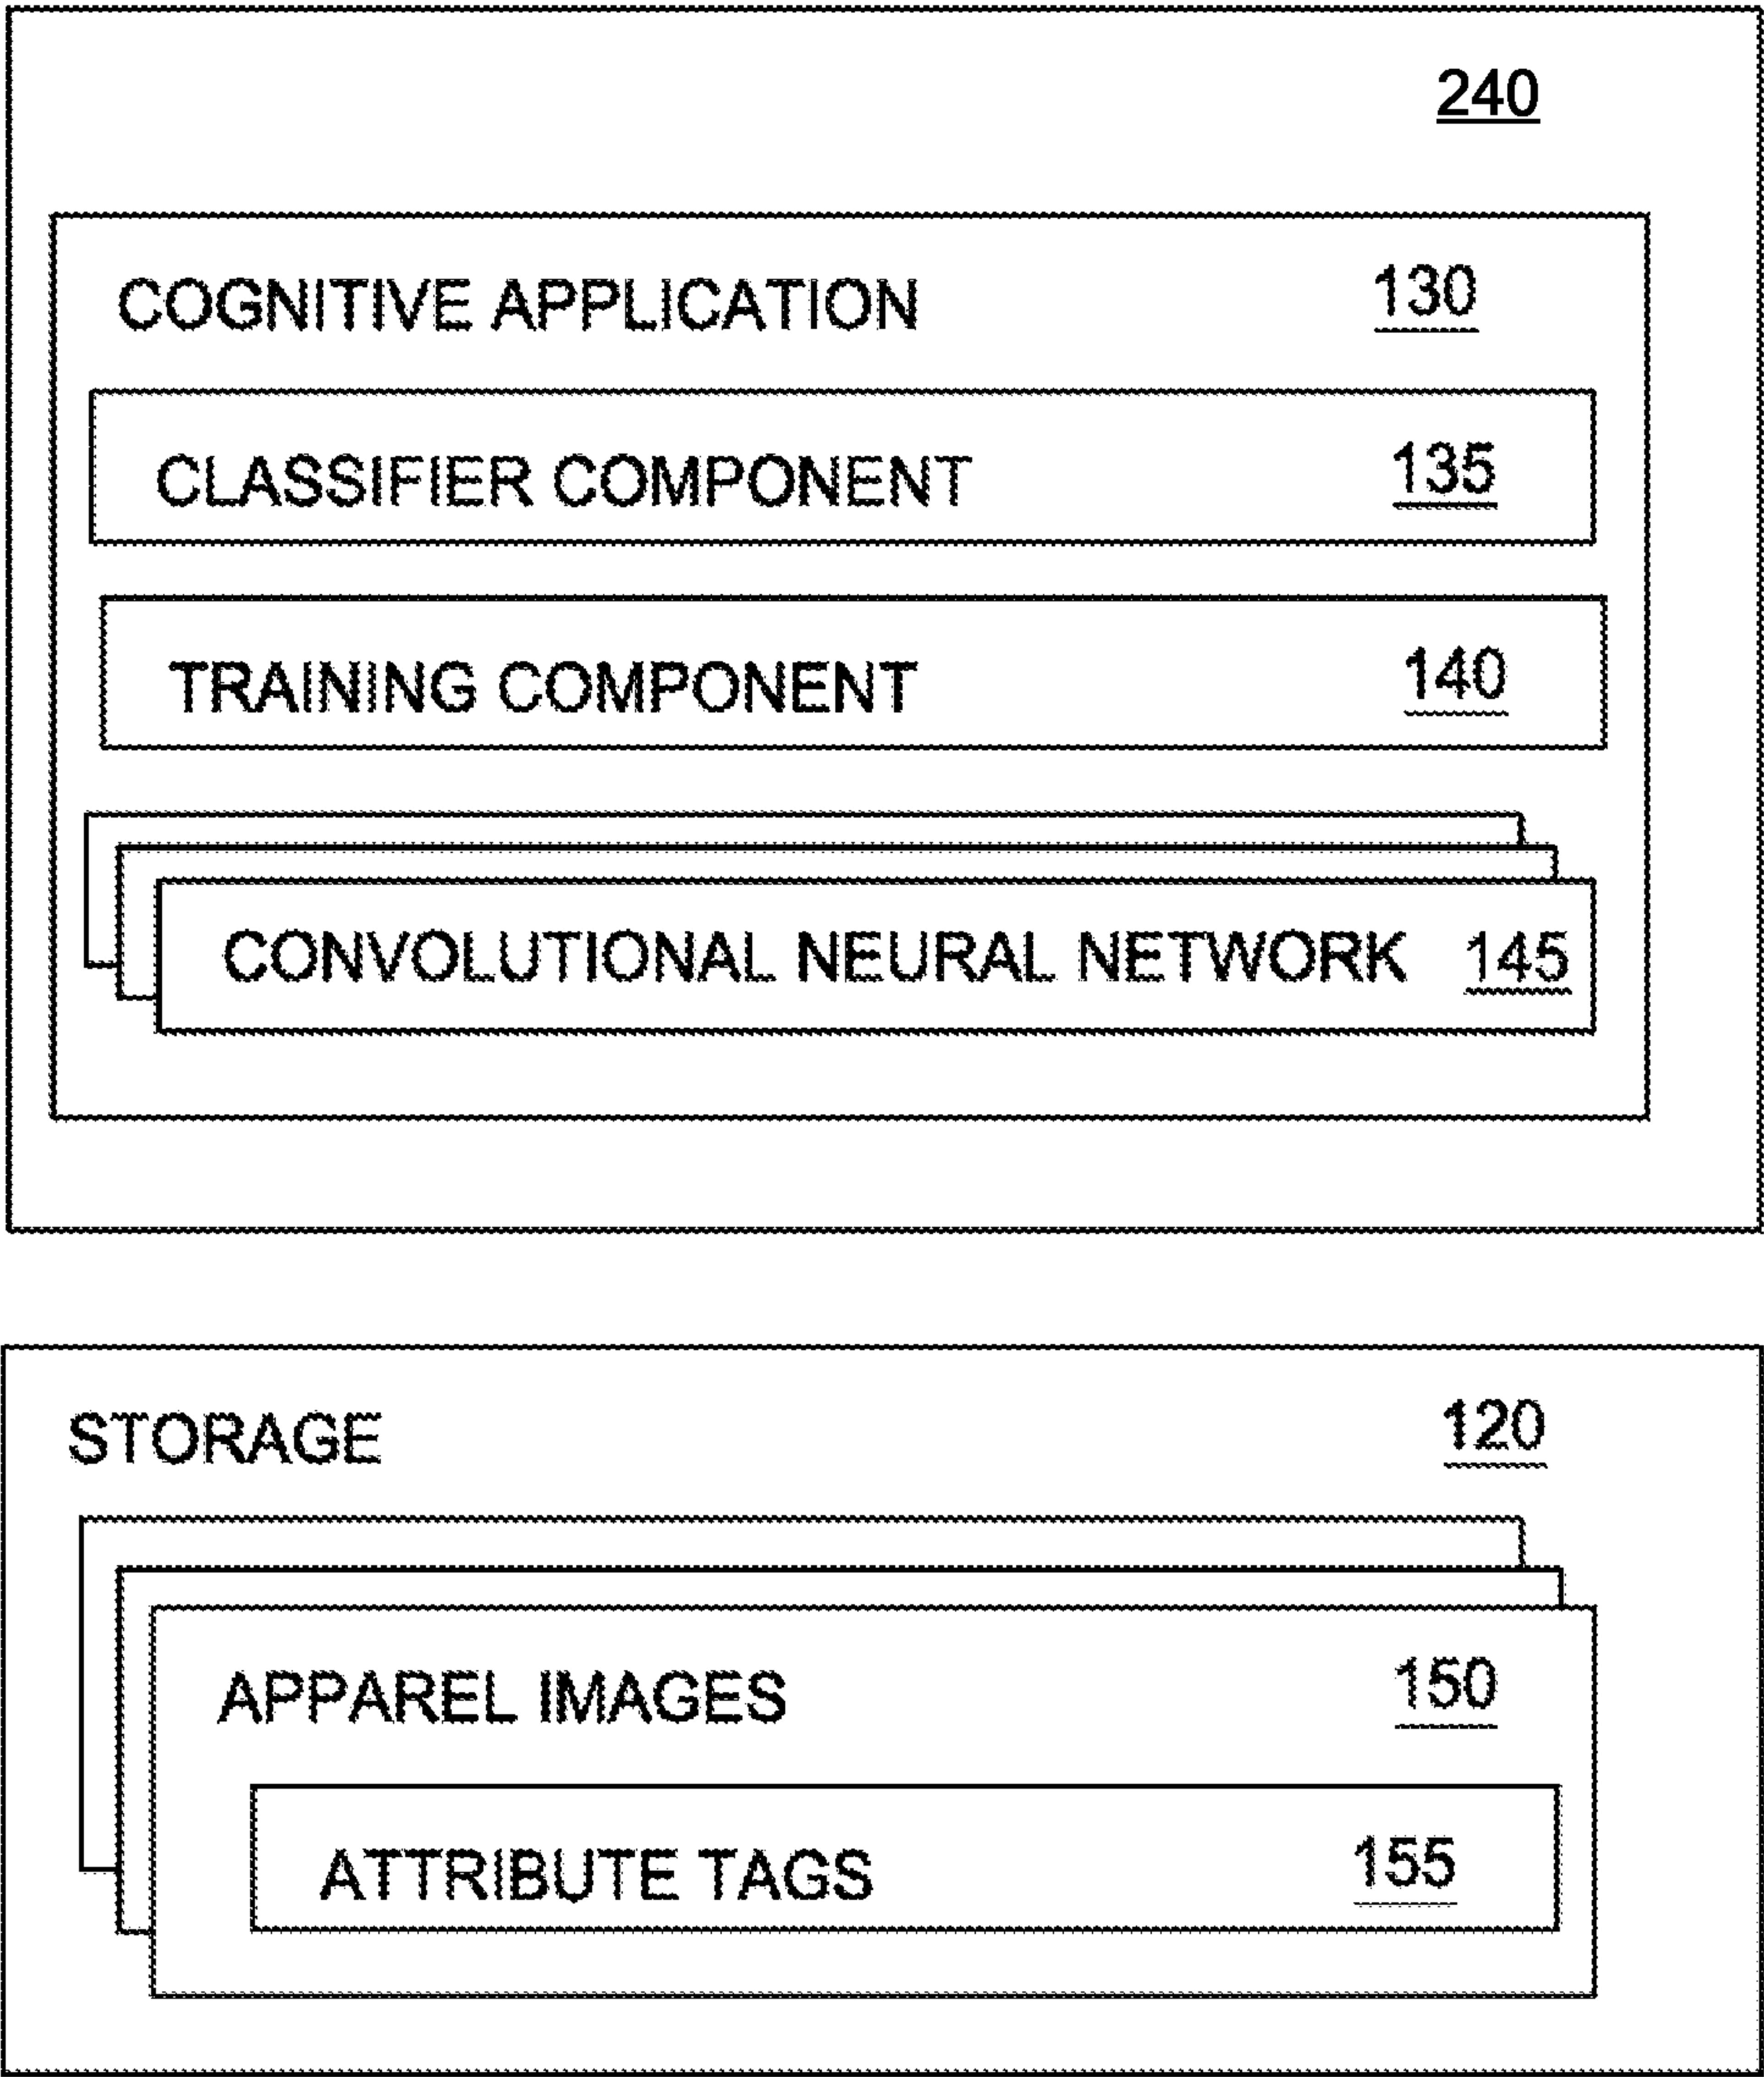 240
COGNITIVE APPLICATION 130
CLASSIFIER COMPONENT 135
TRAINING COMPONENT 140
CONVOLUTIONAL NEURAL NETWORK 145
STORAGE 120
APPAREL IMAGES 150
ATTRIBUTE TAGS 155